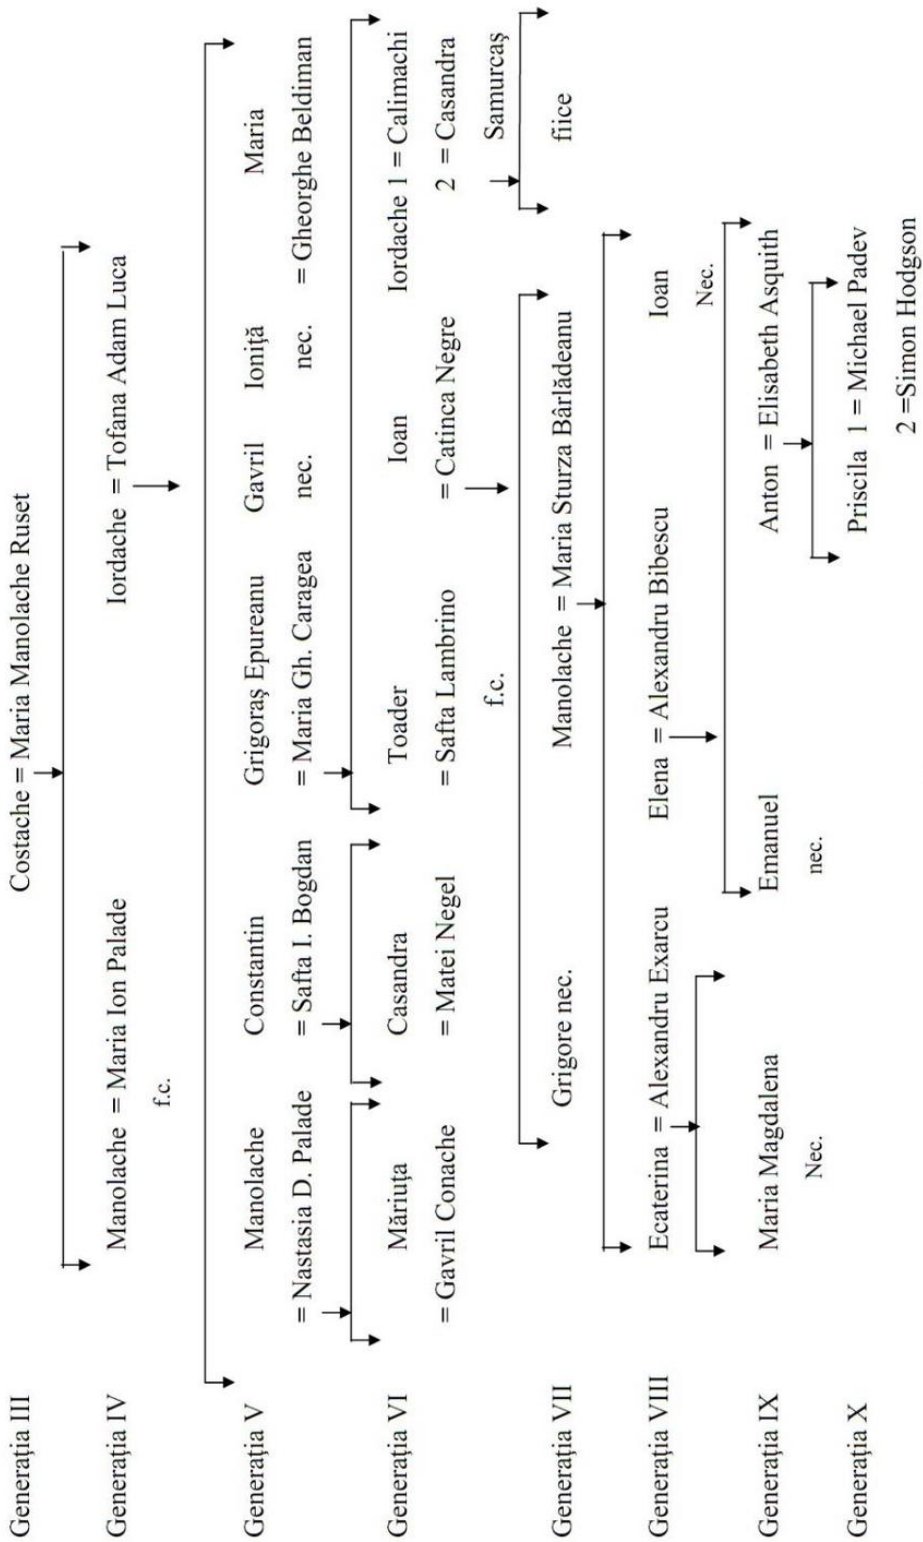 Generația III
Costache = Maria Manolache Ruset
Generația IV
Manolache = Maria Ion Palade
Iordache = Tofana Adam Luca
f.c.
Generația V
Manolache
Constantin
Grigoraş Epureanu
Gavril
Ioniță
Maria
= Nastasia D. Palade
= Safta I. Bogdan
= Maria Gh. Caragea
nec.
nec.
= Gheorghe Beldiman
Generația VI
Măriuța
Casandra
Toader
Ioan
Iordache 1 = Calimachi
= Gavril Conache
= Matei Negel
= Safta Lambrino
= Catinca Negre
2 = Casandra
f.c.
Samurcaş
Generația VII
Grigore nec.
Manolache = Maria Sturza Bârlădeanu
fiice
Generația VIII
Ecaterina = Alexandru Exarcu
Elena = Alexandru Bibescu
Ioan
Nec.
Generația IX
Maria Magdalena
Emanuel
Anton = Elisabeth Asquith
Nec.
nec.
Generația X
Priscila 1 = Michael Padev
2 =Simon Hodgson